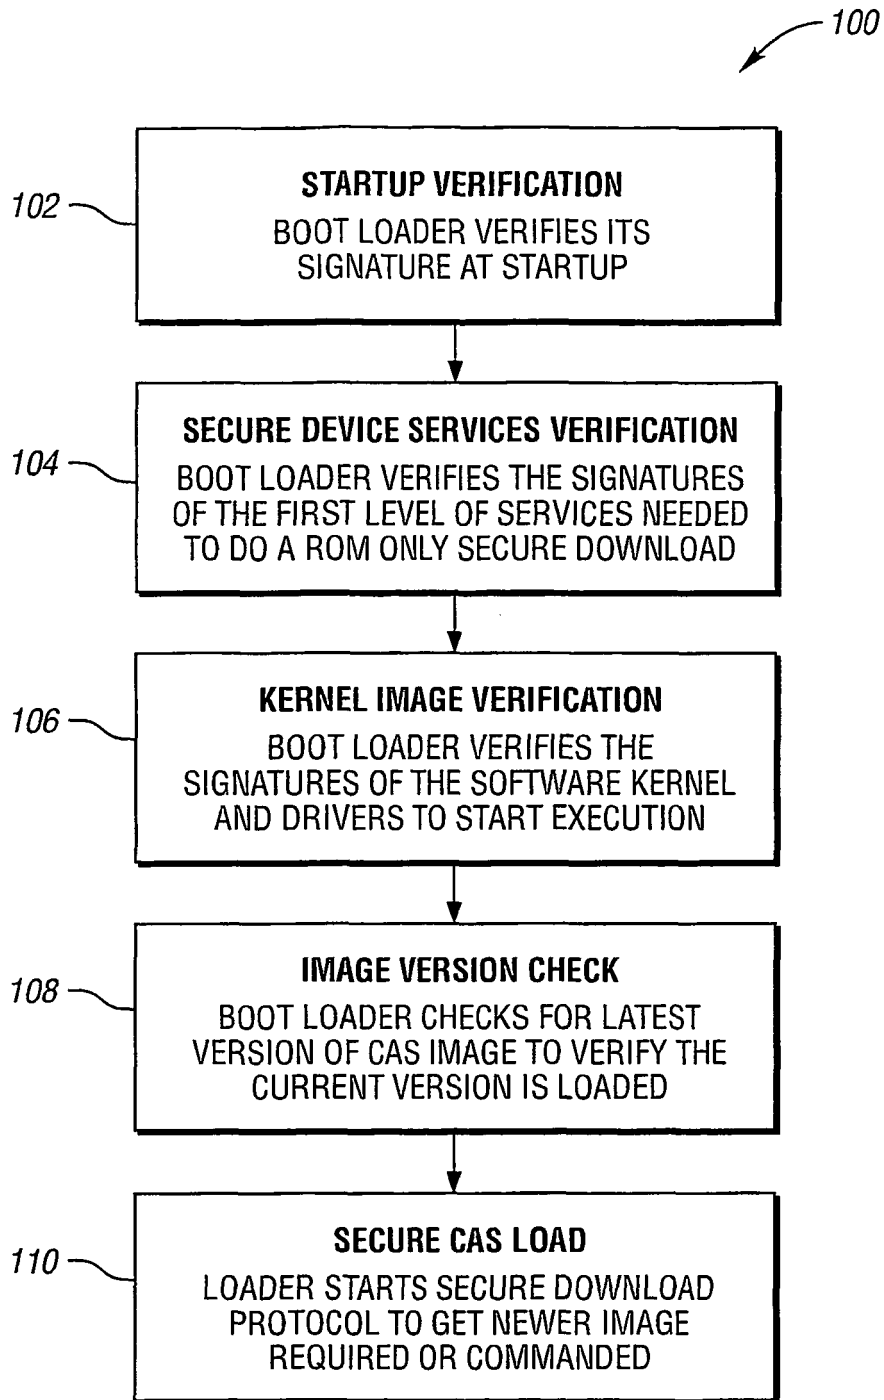 100
102
STARTUP VERIFICATION
BOOT LOADER VERIFIES ITS
SIGNATURE AT STARTUP
104
SECURE DEVICE SERVICES VERIFICATION
BOOT LOADER VERIFIES THE SIGNATURES
OF THE FIRST LEVEL OF SERVICES NEEDED
TO DO A ROM ONLY SECURE DOWNLOAD
106
KERNEL IMAGE VERIFICATION
BOOT LOADER VERIFIES THE
SIGNATURES OF THE SOFTWARE KERNEL
AND DRIVERS TO START EXECUTION
108
IMAGE VERSION CHECK
BOOT LOADER CHECKS FOR LATEST
VERSION OF CAS IMAGE TO VERIFY THE
CURRENT VERSION IS LOADED
110
SECURE CAS LOAD
LOADER STARTS SECURE DOWNLOAD
PROTOCOL TO GET NEWER IMAGE
REQUIRED OR COMMANDED